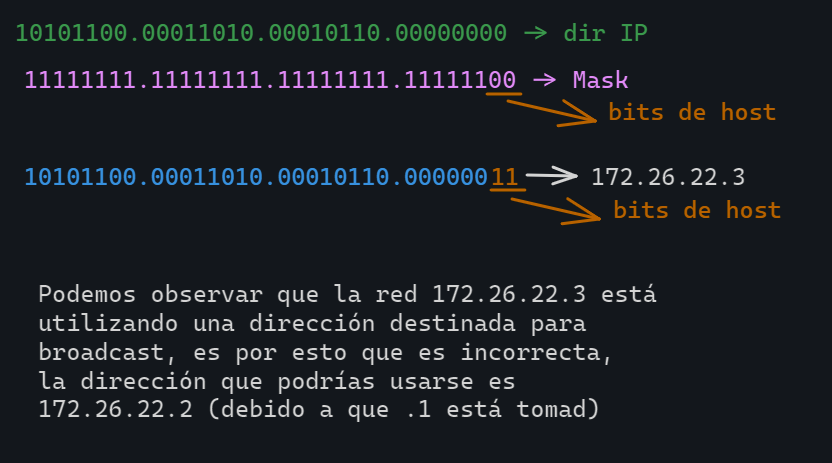 10101100.00011010.00010110.00000000 → dir IP
11111111.11111111.11111111.11111100 → Mask
bits de host
10101100.00011010.00010110.00000011 → 172.26.22.3
bits de host
Podemos observar que la red 172.26.22.3 está
utilizando una dirección destinada para
broadcast, es por esto que es incorrecta,
la dirección que podrías usarse es
172.26.22.2 (debido a que .1 está tomad)